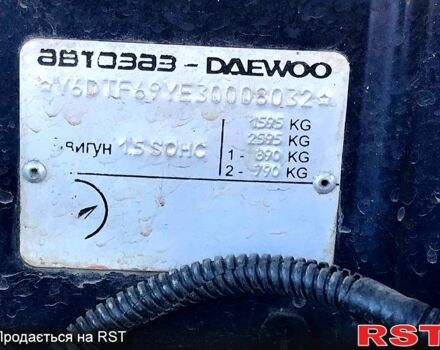 автозаз - DAEWOO
☆Y6DTF69YE30008032☆
1595 KG
2595 KG
двигун 1.5 SOHC 1 - 890 KG
2 - 790 KG
Продається на RST
RST